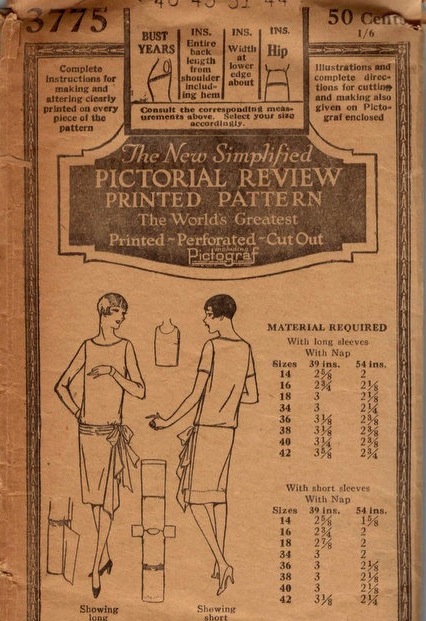 3775
BUST
YEARS
INS.
Entire
back
length
from
shoulder
includ-
ing hem
INS.
Width
at
lower
edge
about
INS.
Hip
Consult the corresponding meas-
urements above. Select your size
accordingly.
50 Cents
1/6
Complete
instructions for
making and
altering clearly
printed on every
piece of the
pattern
Illustrations and
complete direc-
tions for cutting
and making also
given on Picto-
graf enclosed
The New Simplified
PICTORIAL REVIEW
PRINTED PATTERN
The World's Greatest
Printed - Perforated - Cut Out
including
Pictograf
MATERIAL REQUIRED
With long sleeves
With Nap
Sizes 39 ins. 54 ins.
14 2⅝ 2
16 2¾ 2⅛
18 3 2⅛
34 3 2¼
36 3⅛ 2⅜
38 3⅛ 2⅜
40 3¼ 2⅜
42 3⅜ 2¾
With short sleeves
With Nap
Sizes 39 ins. 54 ins.
14 2⅝ 1⅝
16 2¾ 2
18 2⅞ 2
34 3 2
36 3 2⅛
38 3 2⅛
40 3 2⅛
42 3⅛ 2¼
Showing
long
Showing
short